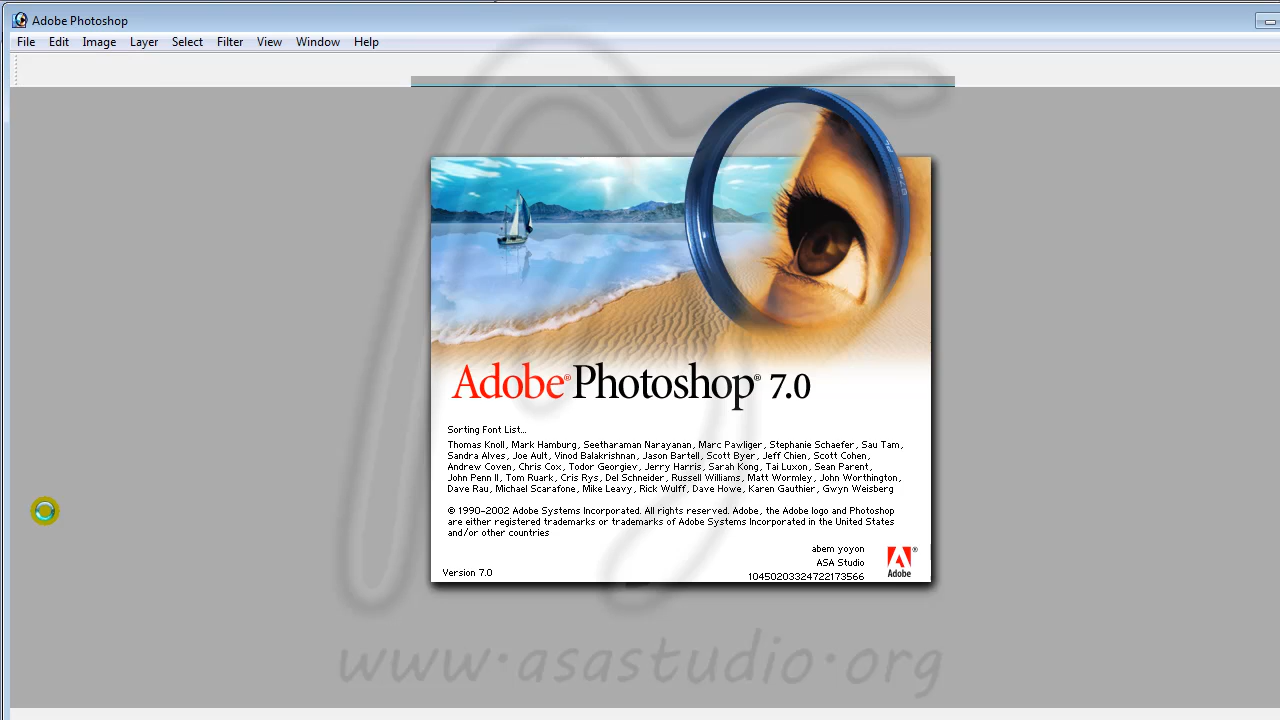 Adobe Photoshop
File Edit Image Layer Select Filter View Window Help
Adobe® Photoshop® 7.0
Sorting Font List...
Thomas Knoll, Mark Hamburg, Seetharaman Narayanan, Marc Pawliger, Stephanie Schaefer, Sau Tam,
Sandra Alves, Joe Ault, Vinod Balakrishnan, Jason Bartell, Scott Byer, Jeff Chien, Scott Cohen,
Andrew Coven, Chris Cox, Todor Georgiev, Jerry Harris, Sarah Kong, Tai Luxon, Sean Parent,
John Penn II, Tom Ruark, Cris Rys, Del Schneider, Russell Williams, Matt Wormley, John Worthington,
Dave Rau, Michael Scarafone, Mike Leavy, Rick Wulff, Dave Howe, Karen Gauthier, Gwyn Weisberg
© 1990-2002 Adobe Systems Incorporated. All rights reserved. Adobe, the Adobe logo and Photoshop
are either registered trademarks or trademarks of Adobe Systems Incorporated in the United States
and/or other countries
abem yoyon
ASA Studio
Adobe
Version 7.0
10450203324722173566
www.asastudio.org